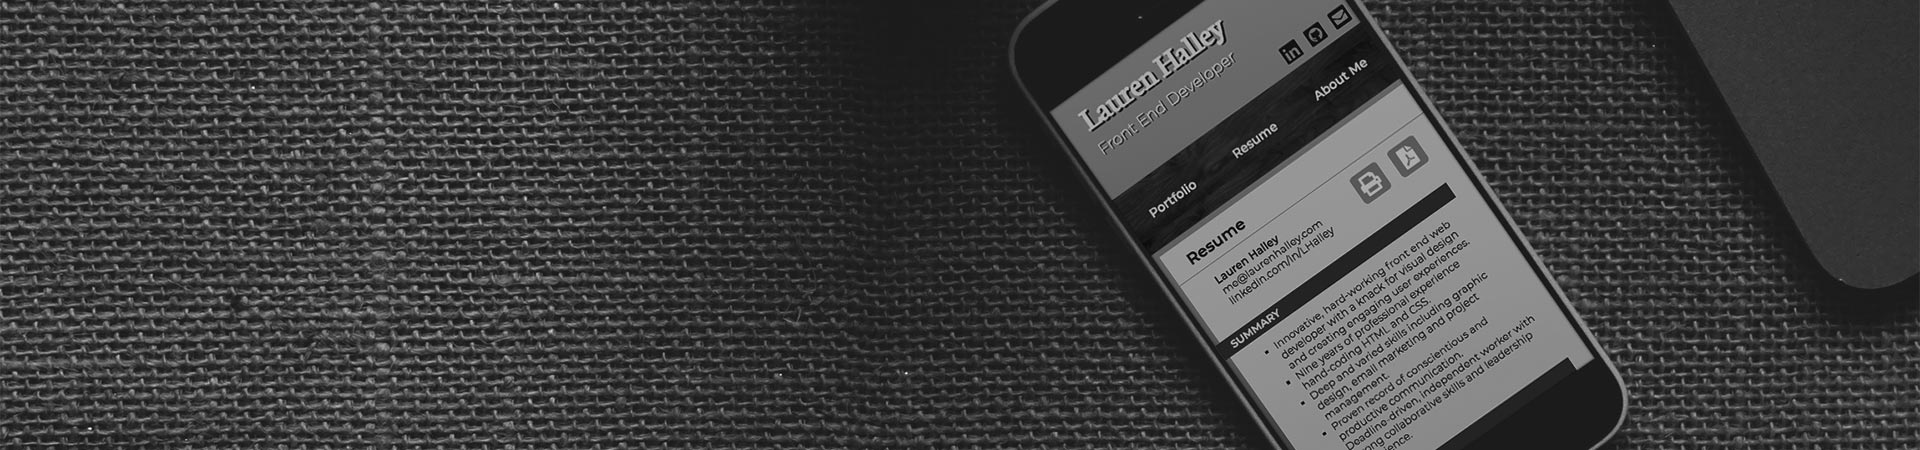 Lauren Halley
Front End Developer
Portfolio
Resume
About Me
Resume
Lauren Halley
me@laurenhalley.com
linkedin.com/in/LHalley
SUMMARY
Innovative, hard-working front end web
developer with a knack for visual design
and creating engaging user experiences.
Nine years of professional experience
hand-coding HTML and CSS.
Deep and varied skills including graphic
design, email marketing and project
management.
Proven record of conscientious and
productive communication.
Deadline driven, independent worker with
collaborative skills and leadership